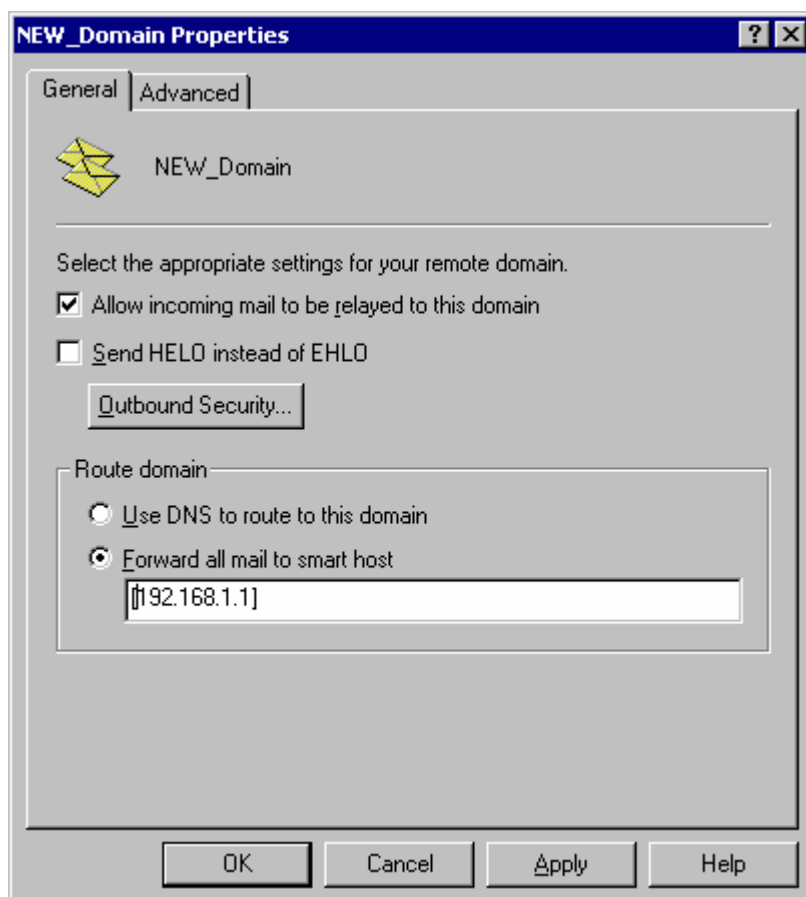 NEW_Domain Properties
General Advanced
NEW_Domain
Select the appropriate settings for your remote domain.
Allow incoming mail to be relayed to this domain
Send HELO instead of EHLO
Outbound Security...
Route domain
Use DNS to route to this domain
Forward all mail to smart host
[192.168.1.1]
OK Cancel Apply Help